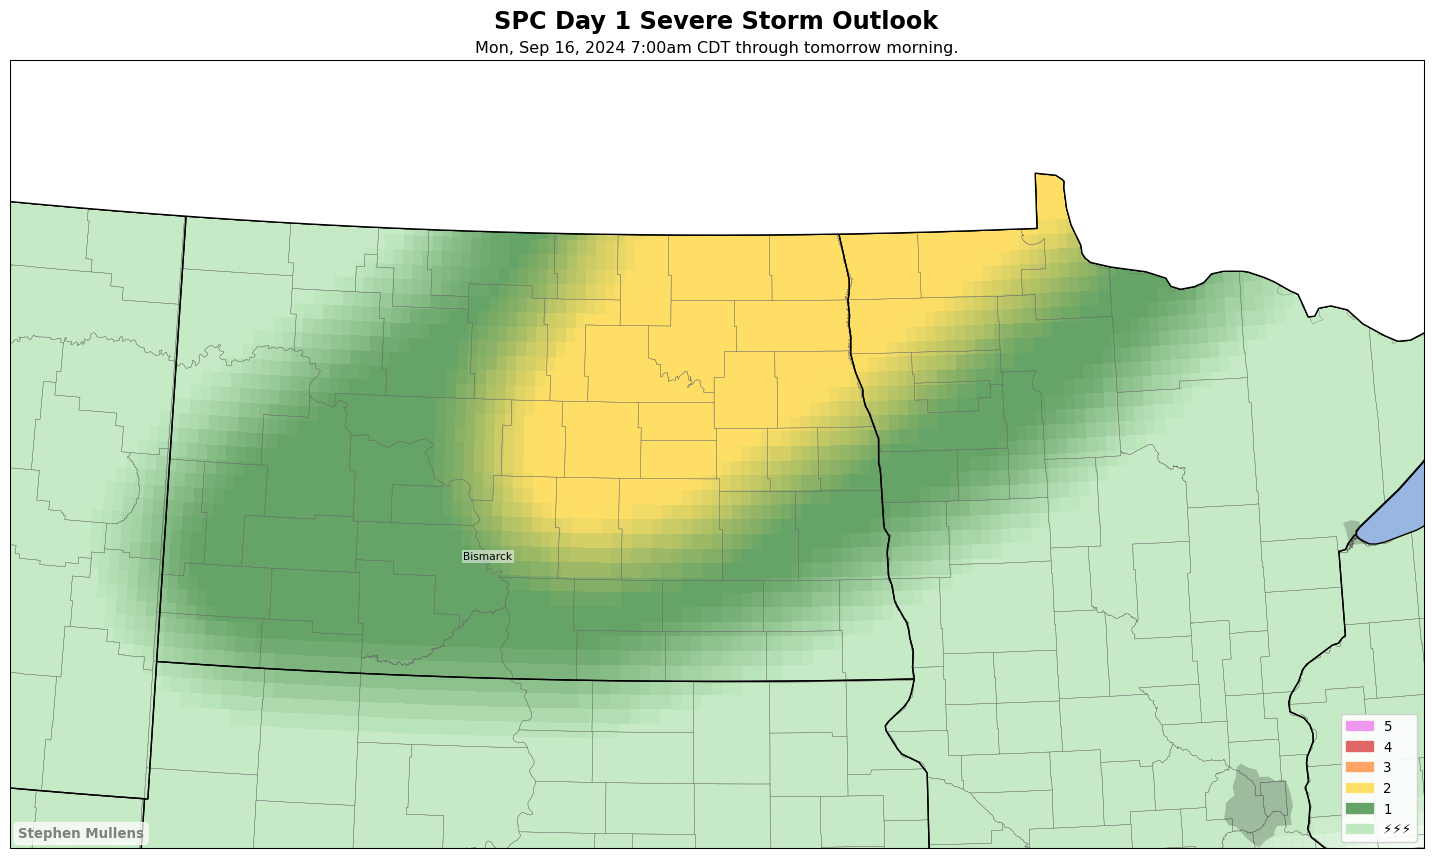 SPC Day 1 Severe Storm Outlook
Mon, Sep 16, 2024 7:00am CDT through tomorrow morning.
Bismarck
5
4
3
2
1
⚡⚡⚡
Stephen Mullens